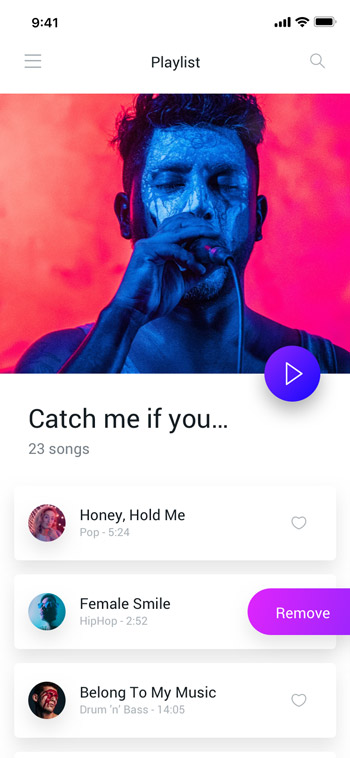 9:41
Playlist
Catch me if you...
23 songs
Honey, Hold Me
Pop - 5:24
Female Smile
HipHop - 2:52
Remove
Belong To My Music
Drum 'n' Bass - 14:05